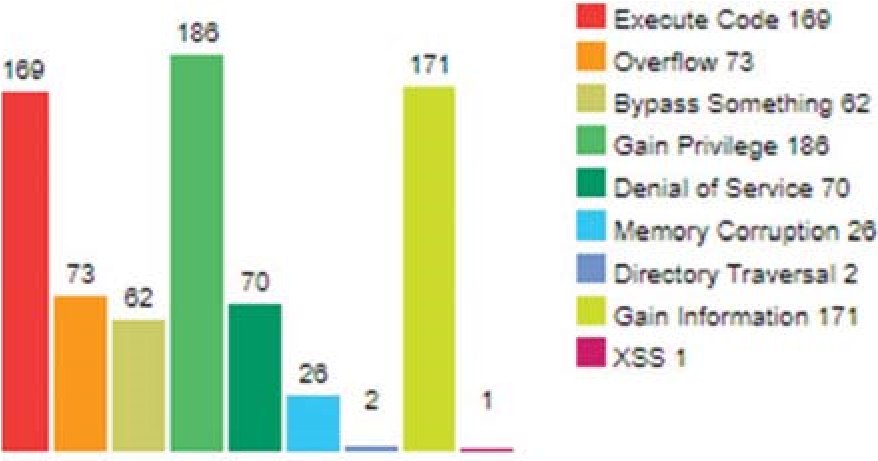 169
73
62
186
70
26
2
171
1
Execute Code 169
Overflow 73
Bypass Something 62
Gain Privilege 186
Denial of Service 70
Memory Corruption 26
Directory Traversal 2
Gain Information 171
XSS 1